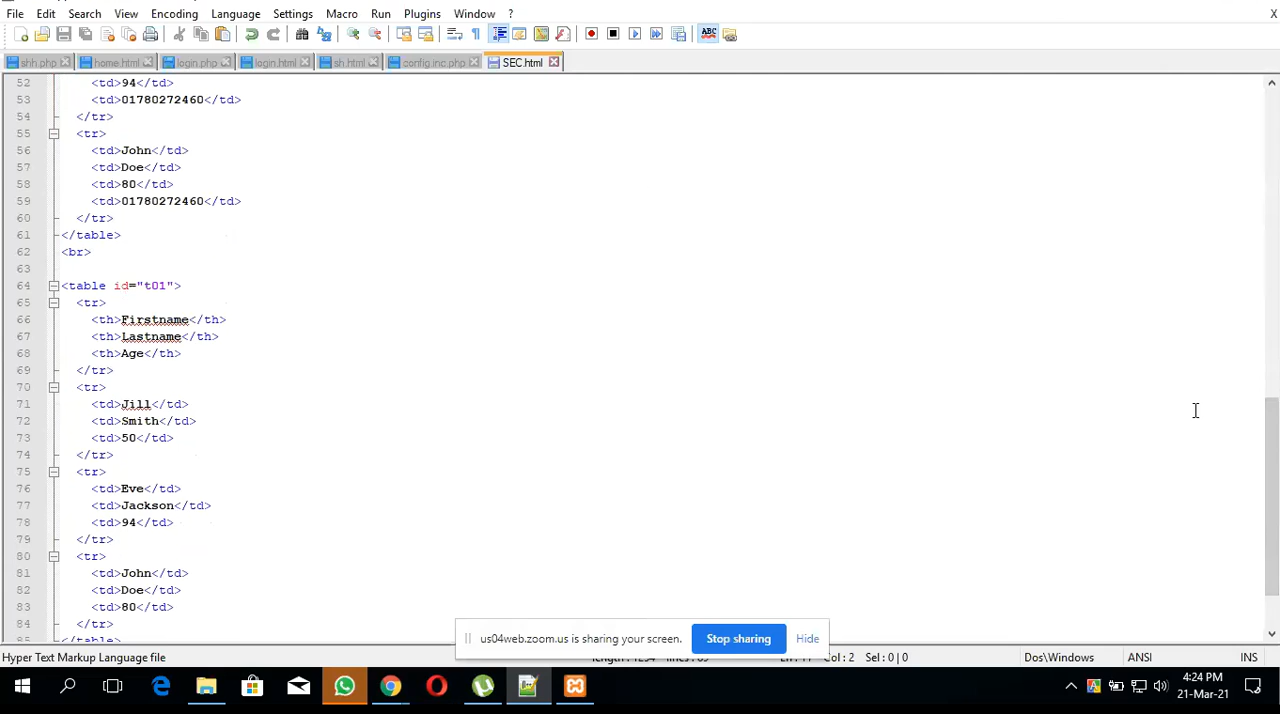 File Edit Search View Encoding Language Settings Macro Run Plugins Window ? X
shh.php home.html login.php login.html sh.html config.inc.php SEC.html
52 <td>94</td>
53 <td>01780272460</td>
54 </tr>
55 <tr>
56 <td>John</td>
57 <td>Doe</td>
58 <td>80</td>
59 <td>01780272460</td>
60 </tr>
61 </table>
62 <br>
63
64 <table id="t01">
65 <tr>
66 <th>Firstname</th>
67 <th>Lastname</th>
68 <th>Age</th>
69 </tr>
70 <tr>
71 <td>Jill</td>
72 <td>Smith</td>
73 <td>50</td>
74 </tr>
75 <tr>
76 <td>Eve</td>
77 <td>Jackson</td>
78 <td>94</td>
79 </tr>
80 <tr>
81 <td>John</td>
82 <td>Doe</td>
83 <td>80</td>
84 </tr>
</table>
us04web.zoom.us is sharing your screen. Stop sharing Hide
Hyper Text Markup Language file Col : 2 Sel : 0 | 0 Dos\Windows ANSI INS
4:24 PM
21-Mar-21